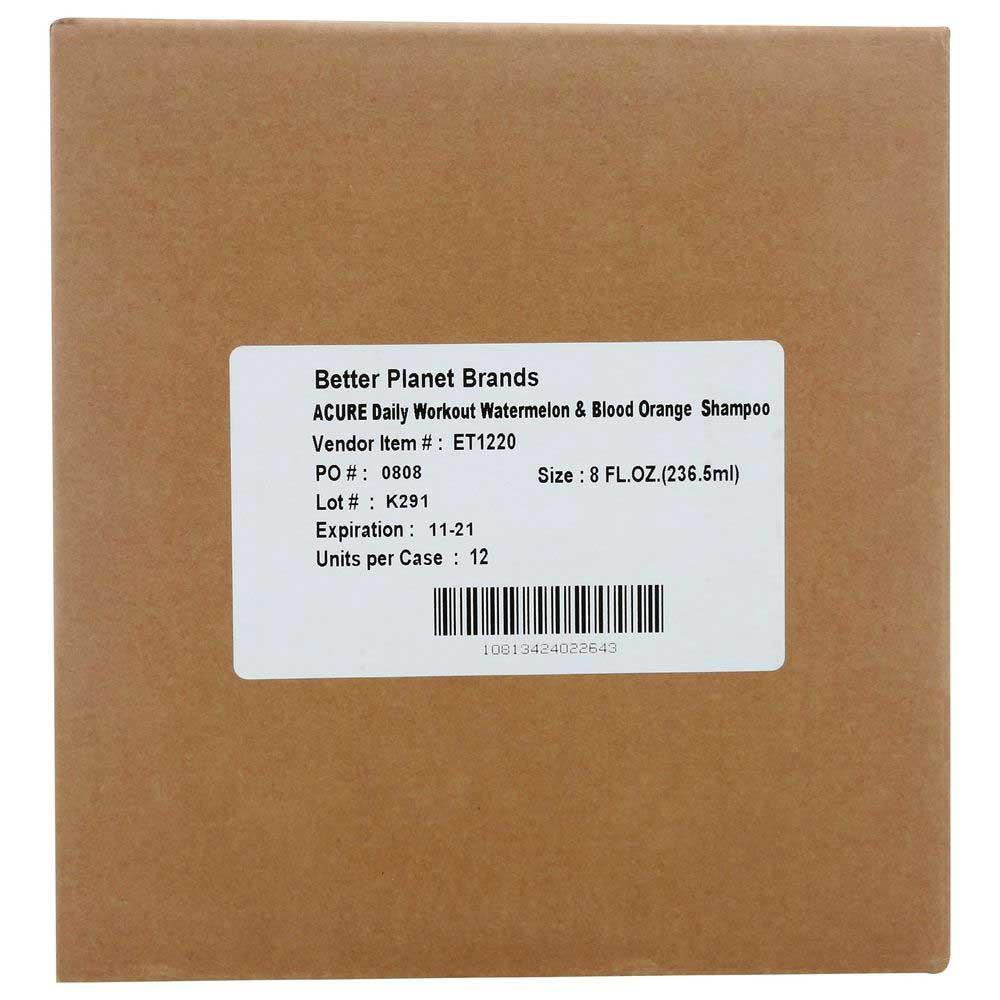 Better Planet Brands
ACURE Daily Workout Watermelon & Blood Orange Shampoo
Vendor Item # : ET1220
PO # : 0808 Size : 8 FL.OZ.(236.5ml)
Lot # : K291
Expiration : 11-21
Units per Case : 12
10813424022643